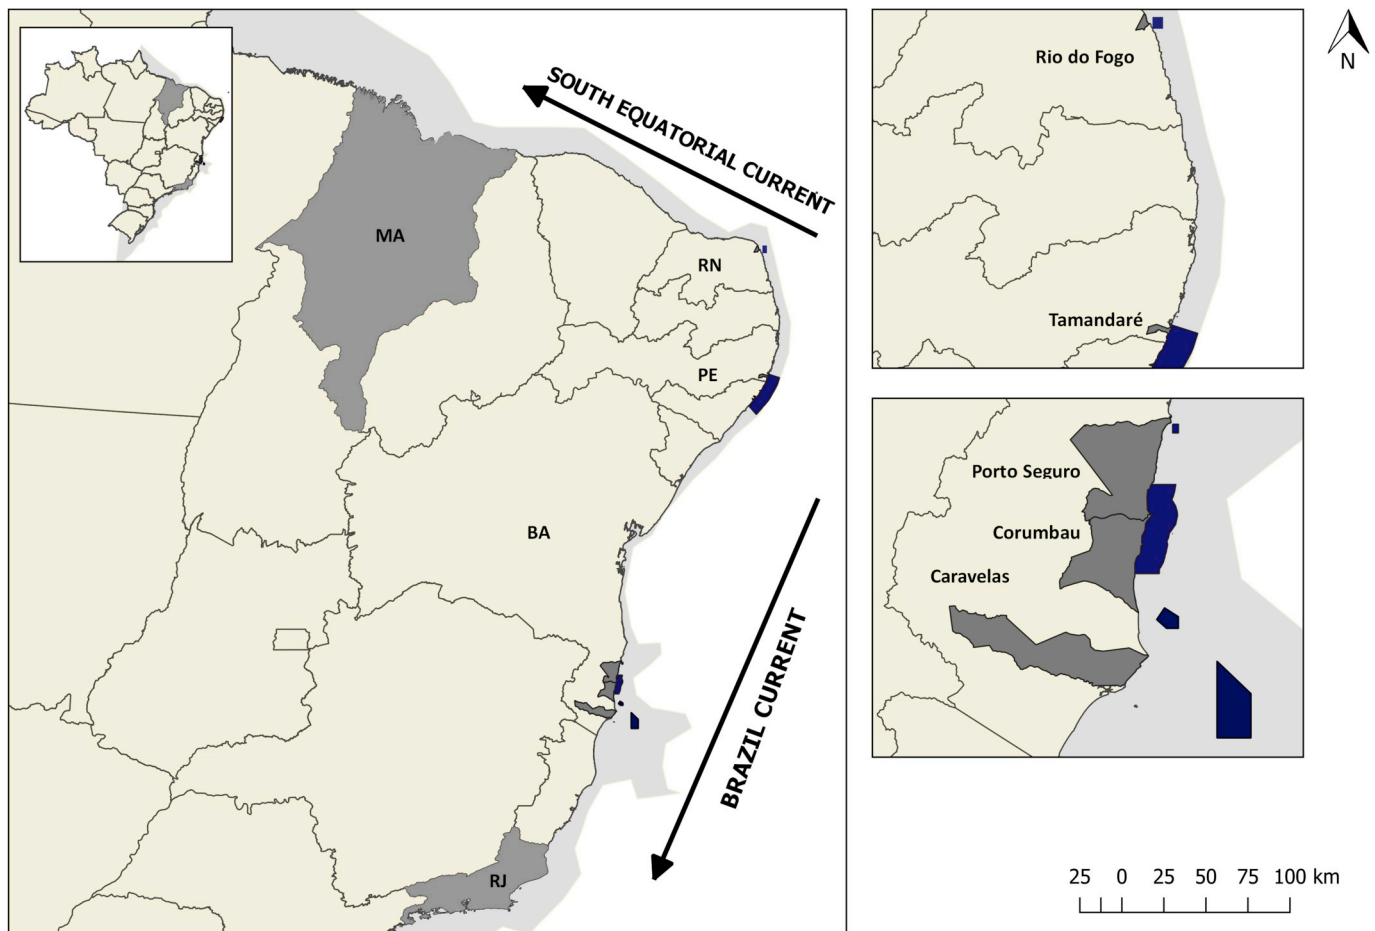 SOUTH EQUATORIAL CURRENT
MA
RN
PE
BA
BRAZIL CURRENT
RJ
Rio do Fogo
Tamandaré
Porto Seguro
Corumbau
Caravelas
N
25 0 25 50 75 100 km